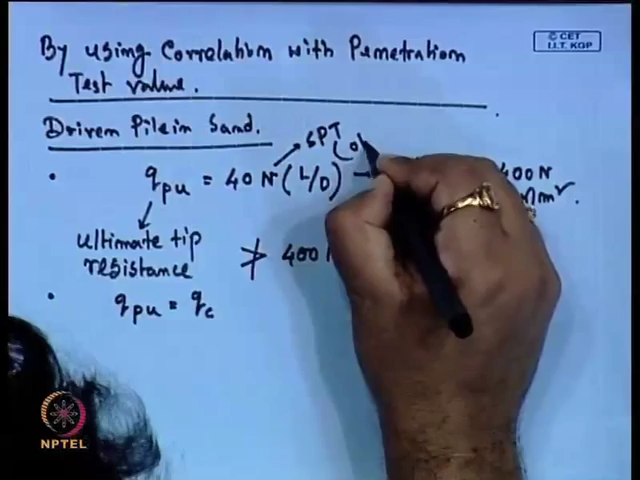 © CET
I.I.T. KGP
By using Correlation with Penetration
Test value.
Driven Pile in Sand.
SPT
• qpu = 40 N (L/D)
400 N
ultimate tip
resistance
≯ 400
• qpu = qc
NPTEL